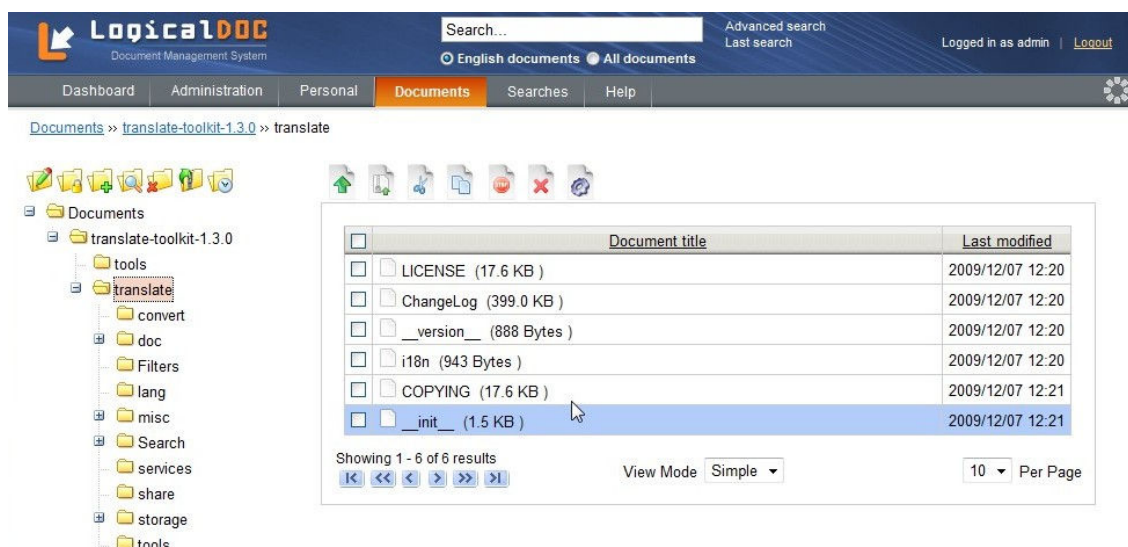 LogicalDOC
Document Management System
Search...
English documents All documents
Advanced search
Last search
Logged in as admin | Logout
Dashboard Administration Personal Documents Searches Help
Documents >> translate-toolkit-1.3.0 >> translate
Documents
translate-toolkit-1.3.0
tools
translate
convert
doc
Filters
lang
misc
Search
services
share
storage
tools
Document title Last modified
LICENSE (17.6 KB ) 2009/12/07 12:20
ChangeLog (399.0 KB ) 2009/12/07 12:20
__version__ (888 Bytes ) 2009/12/07 12:20
i18n (943 Bytes ) 2009/12/07 12:20
COPYING (17.6 KB ) 2009/12/07 12:21
__init__ (1.5 KB ) 2009/12/07 12:21
Showing 1 - 6 of 6 results
View Mode Simple
10 Per Page